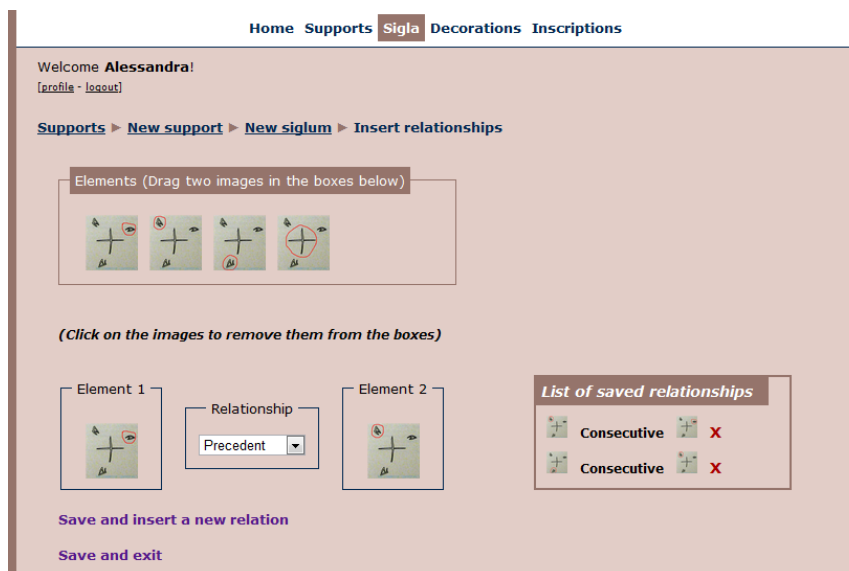 Home Supports Sigla Decorations Inscriptions
Welcome Alessandra!
[profile - logout]
Supports ▶ New support ▶ New siglum ▶ Insert relationships
Elements (Drag two images in the boxes below)
(Click on the images to remove them from the boxes)
Element 1
Relationship
Precedent
Element 2
List of saved relationships
Consecutive X
Consecutive X
Save and insert a new relation
Save and exit